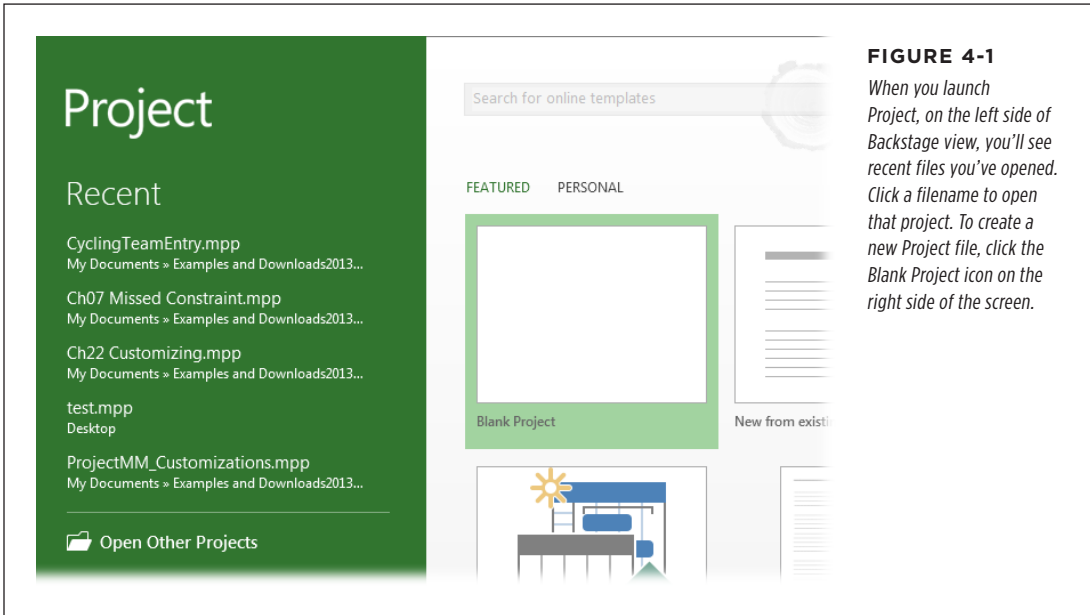 Project
Recent
CyclingTeamEntry.mpp
My Documents » Examples and Downloads2013...
Ch07 Missed Constraint.mpp
My Documents » Examples and Downloads2013...
Ch22 Customizing.mpp
My Documents » Examples and Downloads2013...
test.mpp
Desktop
ProjectMM_Customizations.mpp
My Documents » Examples and Downloads2013...
Open Other Projects
Search for online templates
FEATURED PERSONAL
Blank Project
New from existi
FIGURE 4-1
When you launch
Project, on the left side of
Backstage view, you’ll see
recent files you’ve opened.
Click a filename to open
that project. To create a
new Project file, click the
Blank Project icon on the
right side of the screen.